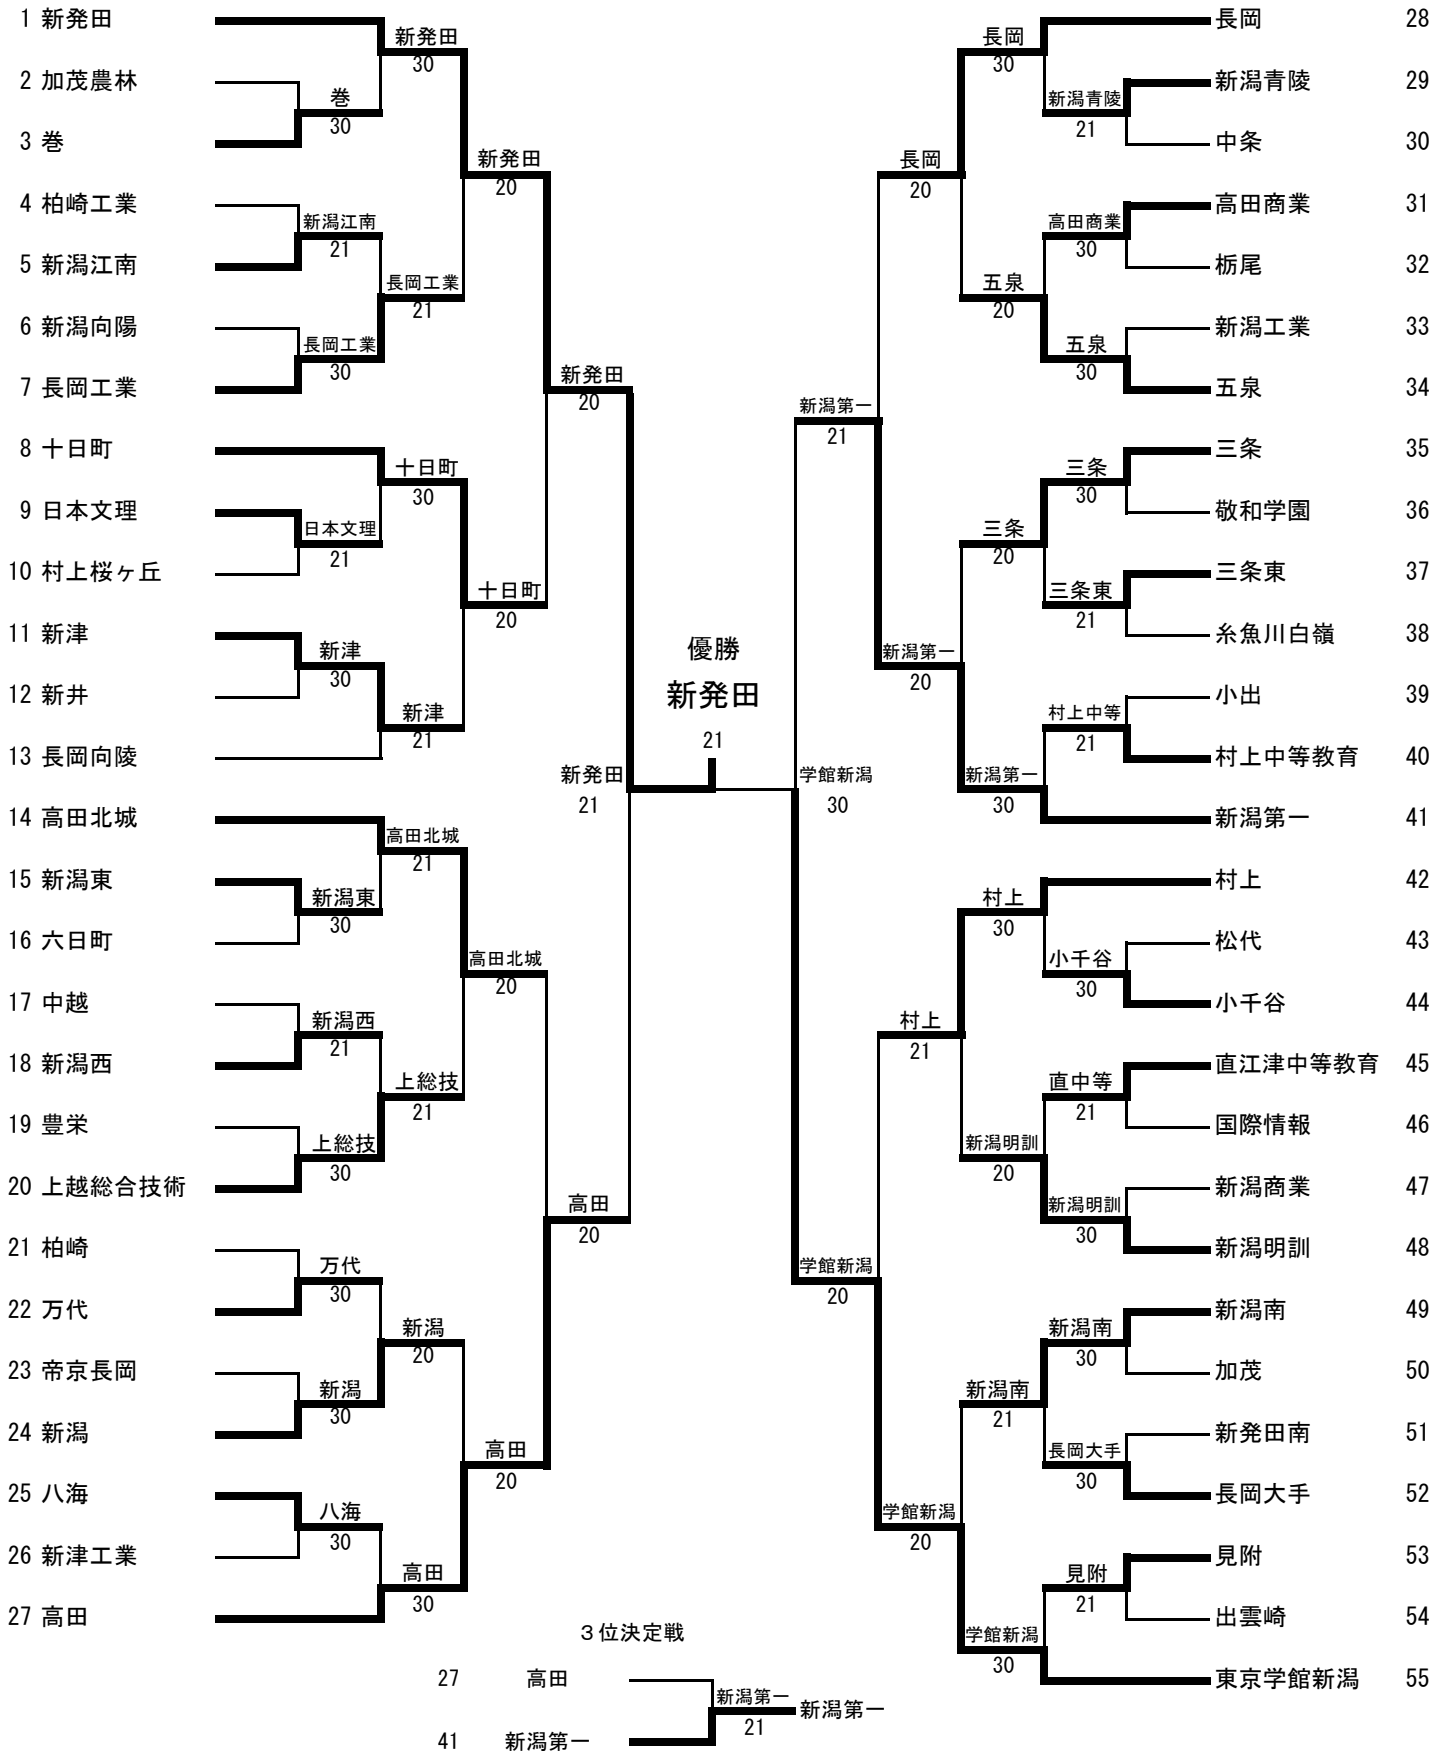 1 新発田
新発田
30
2 加茂農林
巻
30
3 巻
新発田
20
4 柏崎工業
新潟江南
21
5 新潟江南
長岡工業
21
6 新潟向陽
長岡工業
30
7 長岡工業
新発田
20
8 十日町
十日町
30
9 日本文理
日本文理
21
10 村上桜ヶ丘
十日町
20
11 新津
新津
30
12 新井
新津
21
13 長岡向陵
新発田
21
14 高田北城
高田北城
21
15 新潟東
新潟東
30
16 六日町
高田北城
20
17 中越
新潟西
21
18 新潟西
上総技
21
19 豊栄
上総技
30
20 上越総合技術
高田
20
21 柏崎
万代
30
22 万代
新潟
20
23 帝京長岡
新潟
30
24 新潟
高田
20
25 八海
八海
30
26 新津工業
高田
30
27 高田
優勝
新発田
21
長岡 28
長岡
30
新潟青陵 29
新潟青陵
21
中条 30
長岡
20
高田商業 31
高田商業
30
栃尾 32
五泉
20
新潟工業 33
五泉
30
五泉 34
新潟第一
21
三条 35
三条
30
敬和学園 36
三条
20
三条東 37
三条東
21
糸魚川白嶺 38
新潟第一
20
小出 39
村上中等
21
村上中等教育 40
新潟第一
30
新潟第一 41
学館新潟
30
村上 42
村上
30
松代 43
小千谷
30
小千谷 44
村上
21
直江津中等教育 45
直中等
21
国際情報 46
新潟明訓
20
新潟商業 47
新潟明訓
30
新潟明訓 48
学館新潟
20
新潟南 49
新潟南
30
加茂 50
新潟南
21
新発田南 51
長岡大手
30
長岡大手 52
学館新潟
20
見附 53
見附
21
出雲崎 54
学館新潟
30
東京学館新潟 55
３位決定戦
27 高田
新潟第一
21
新潟第一
41 新潟第一